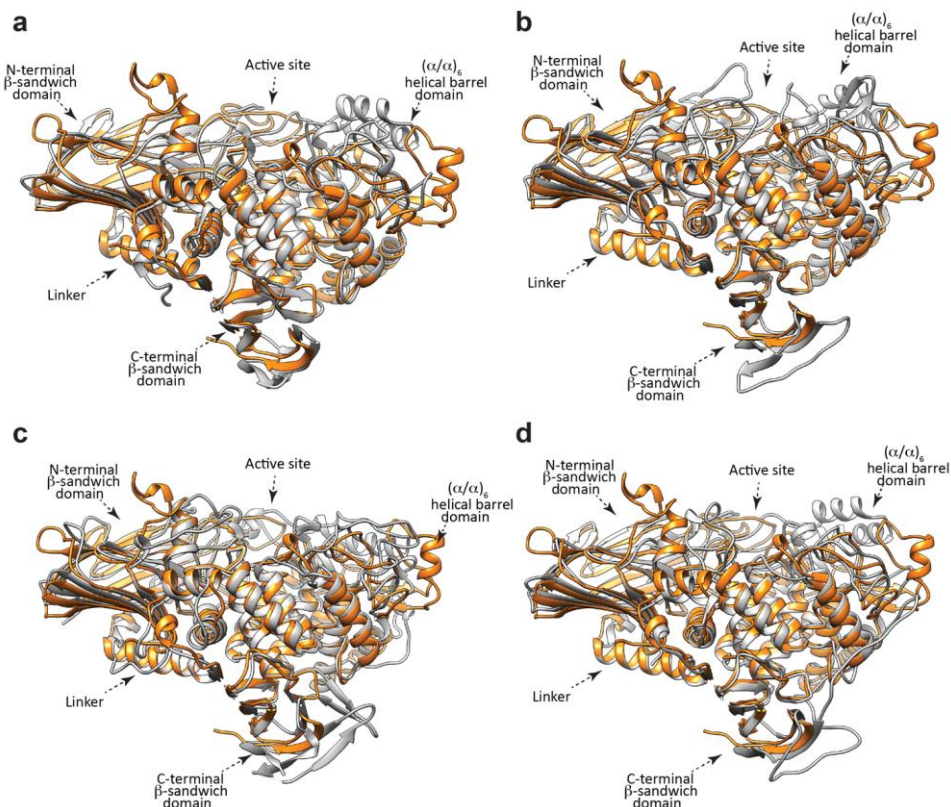 a
N-terminal
β-sandwich
domain
Active site
(α/α)6
helical barrel
domain
Linker
C-terminal
β-sandwich
domain
b
N-terminal
β-sandwich
domain
Active site
(α/α)6
helical barrel
domain
Linker
C-terminal
β-sandwich
domain
c
N-terminal
β-sandwich
domain
Active site
(α/α)6
helical barrel
domain
Linker
C-terminal
β-sandwich
domain
d
N-terminal
β-sandwich
domain
Active site
(α/α)6
helical barrel
domain
Linker
C-terminal
β-sandwich
domain